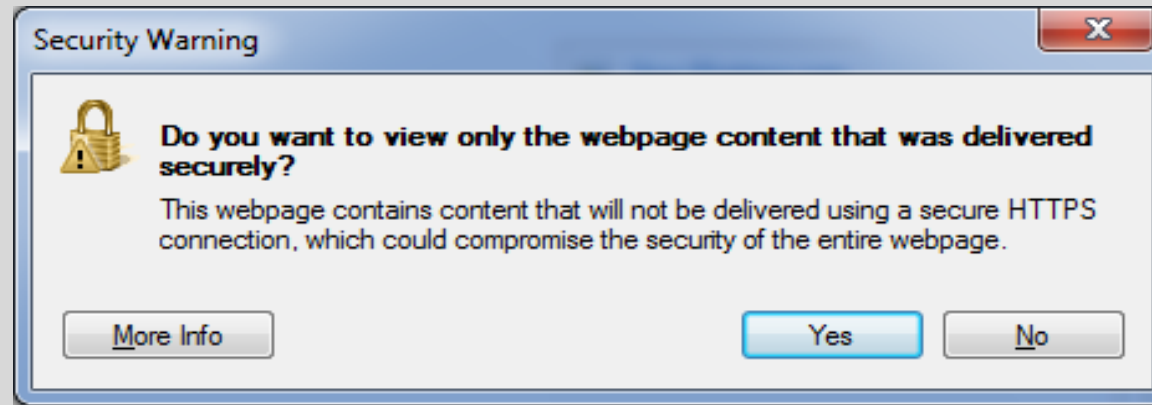 Security Warning
Do you want to view only the webpage content that was delivered
securely?
This webpage contains content that will not be delivered using a secure HTTPS
connection, which could compromise the security of the entire webpage.
More Info
Yes
No